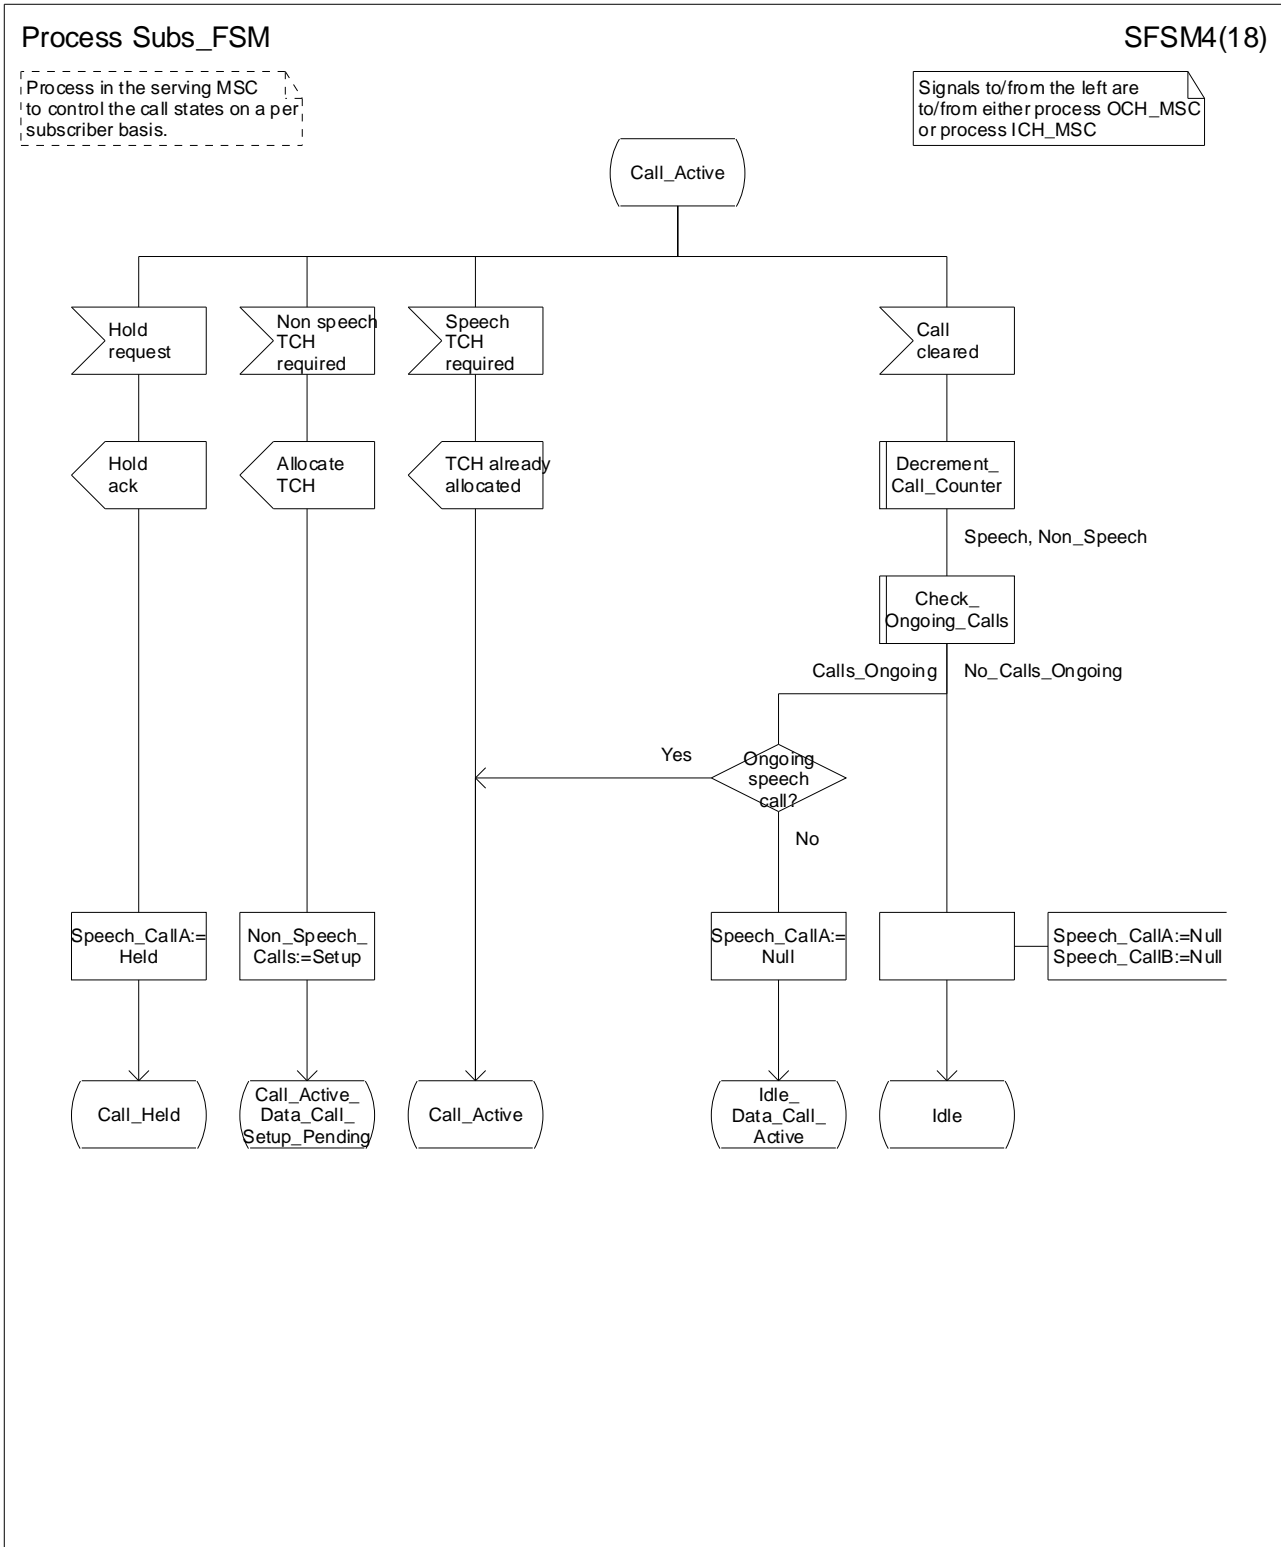 Process Subs_FSM
SFSM4(18)
Process in the serving MSC
to control the call states on a per
subscriber basis.
Signals to/from the left are
to/from either process OCH_MSC
or process ICH_MSC
Call_Active
Hold
request
Non speech
TCH
required
Speech
TCH
required
Call
cleared
Hold
ack
Allocate
TCH
TCH already
allocated
Decrement_
Call_Counter
Speech, Non_Speech
Check_
Ongoing_Calls
Calls_Ongoing
No_Calls_Ongoing
Yes
Ongoing
speech
call?
No
Speech_CallA:=
Held
Non_Speech_
Calls:=Setup
Speech_CallA:=
Null
Speech_CallA:=Null
Speech_CallB:=Null
Call_Held
Call_Active_
Data_Call_
Setup_Pending
Call_Active
Idle_
Data_Call_
Active
Idle